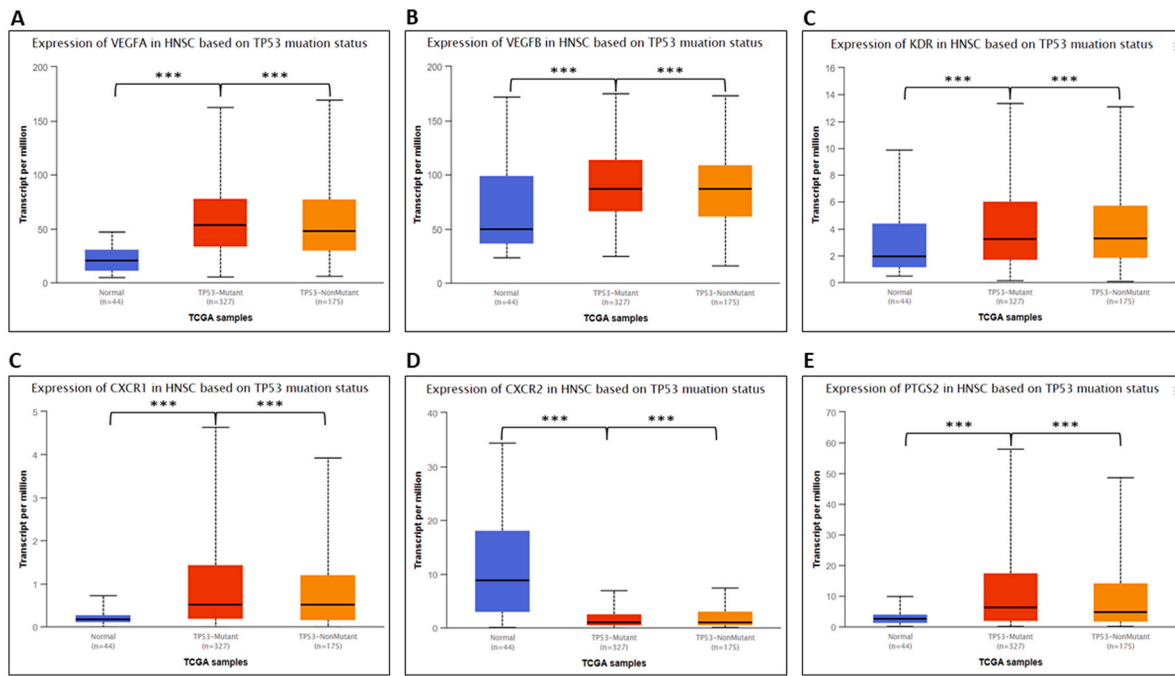 A
Expression of VEGFA in HNSC based on TP53 muation status
***
***
Transcript per million
200
150
100
50
0
Normal
(n=44)
TP53-Mutant
(n=327)
TP53-NonMutant
(n=175)
TCGA samples
B
Expression of VEGFB in HNSC based on TP53 muation status
***
***
Transcript per million
200
150
100
50
0
Normal
(n=44)
TP53-Mutant
(n=327)
TP53-NonMutant
(n=175)
TCGA samples
C
Expression of KDR in HNSC based on TP53 muation status
***
***
Transcript per million
16
14
12
10
8
6
4
2
0
Normal
(n=44)
TP53-Mutant
(n=327)
TP53-NonMutant
(n=175)
TCGA samples
C
Expression of CXCR1 in HNSC based on TP53 muation status
***
***
Transcript per million
5
4
3
2
1
0
Normal
(n=44)
TP53-Mutant
(n=327)
TP53-NonMutant
(n=175)
TCGA samples
D
Expression of CXCR2 in HNSC based on TP53 muation status
***
***
Transcript per million
40
30
20
10
0
Normal
(n=44)
TP53-Mutant
(n=327)
TP53-NonMutant
(n=175)
TCGA samples
E
Expression of PTGS2 in HNSC based on TP53 muation status
***
***
Transcript per million
70
60
50
40
30
20
10
0
Normal
(n=44)
TP53-Mutant
(n=327)
TP53-NonMutant
(n=175)
TCGA samples